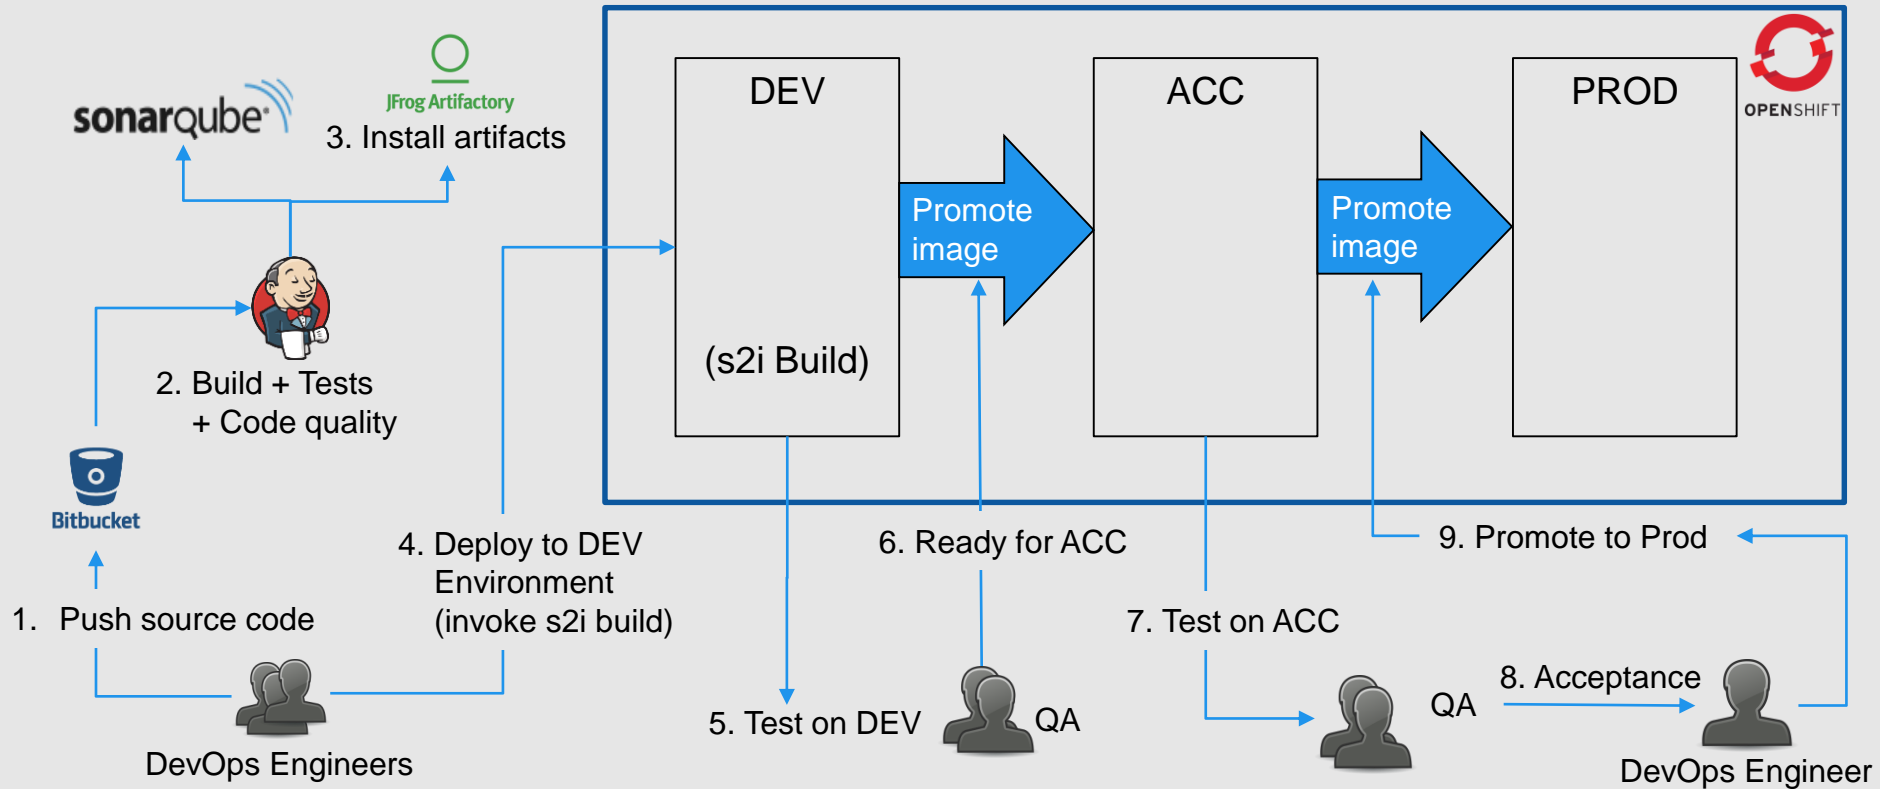 sonarqube
JFrog Artifactory
3. Install artifacts
DEV
ACC
PROD
OPENSHIFT
Promote
image
Promote
image
(s2i Build)
2. Build + Tests
+ Code quality
Bitbucket
4. Deploy to DEV
Environment
(invoke s2i build)
6. Ready for ACC
9. Promote to Prod
1. Push source code
7. Test on ACC
5. Test on DEV
QA
QA
8. Acceptance
DevOps Engineers
DevOps Engineer